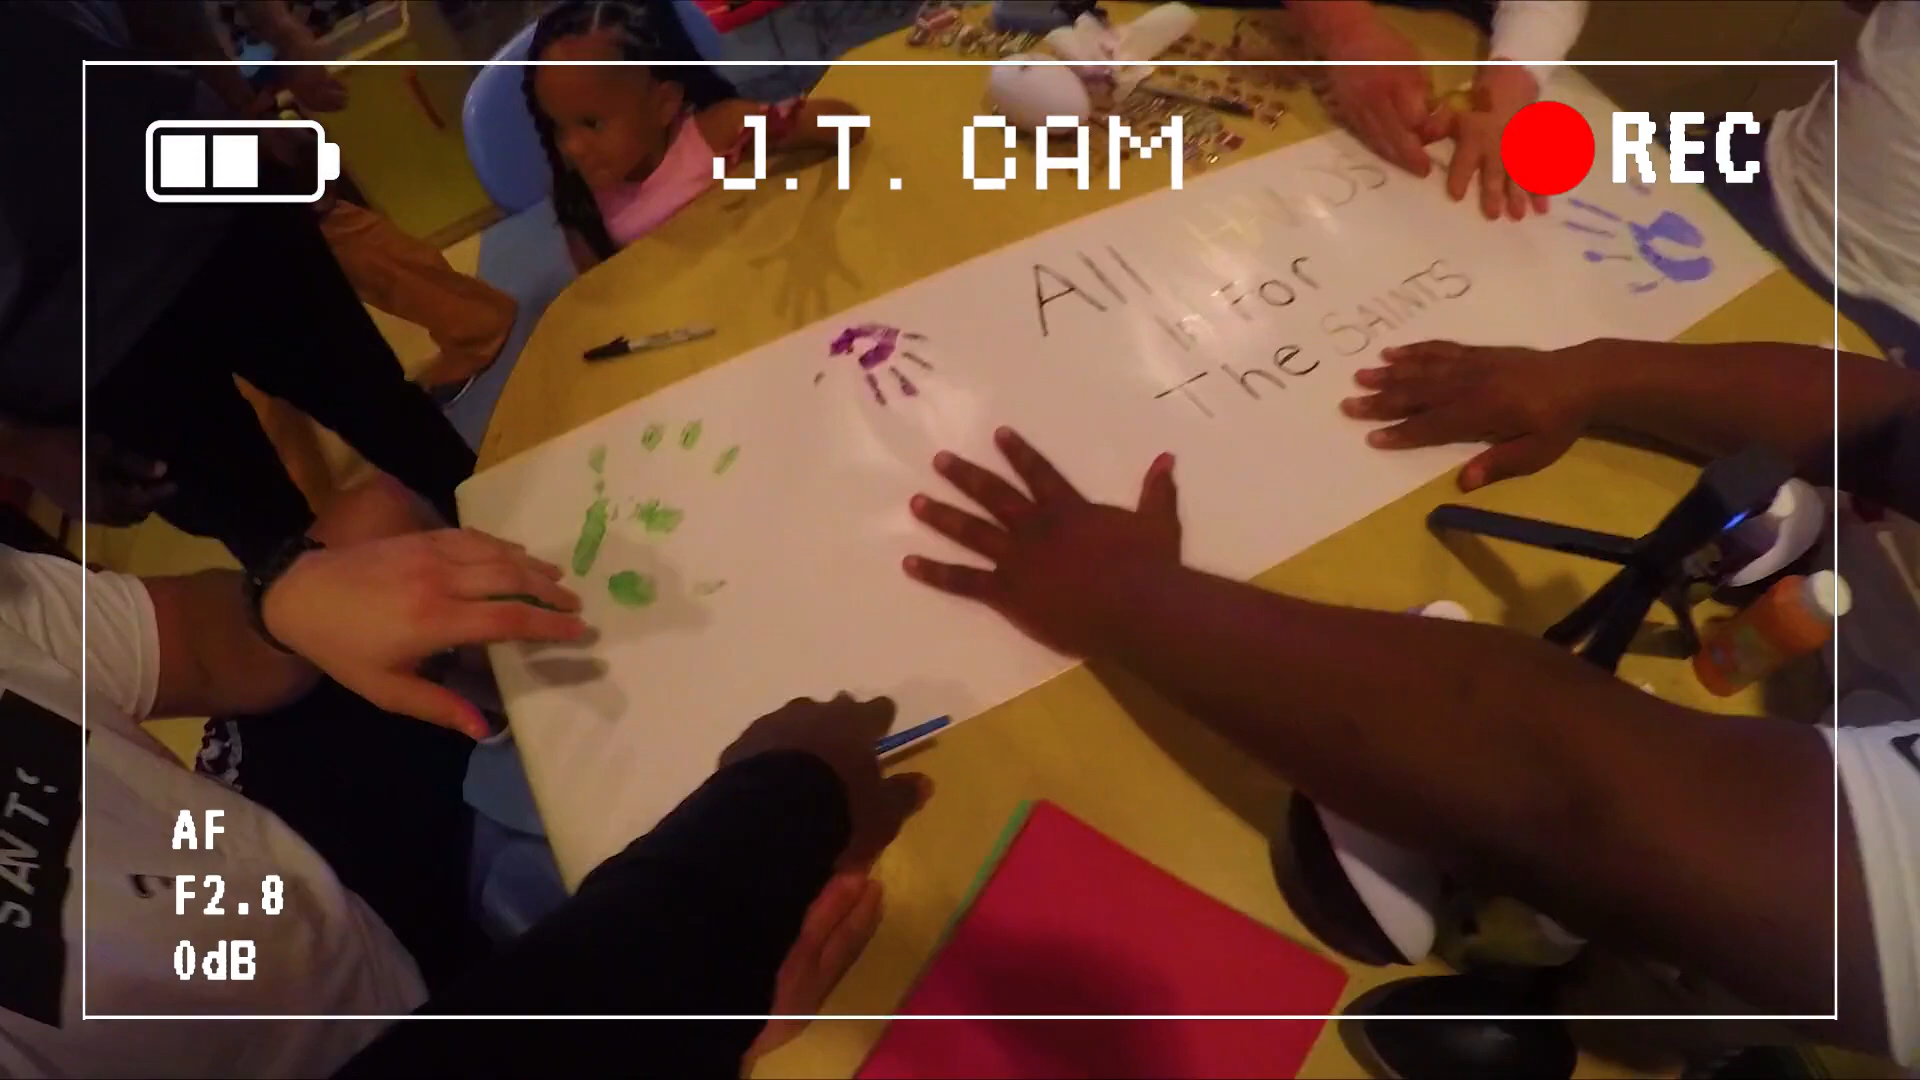 J.T. CAM
REC
All HANDS
In For
The SAINTS
AF
F2.8
0dB